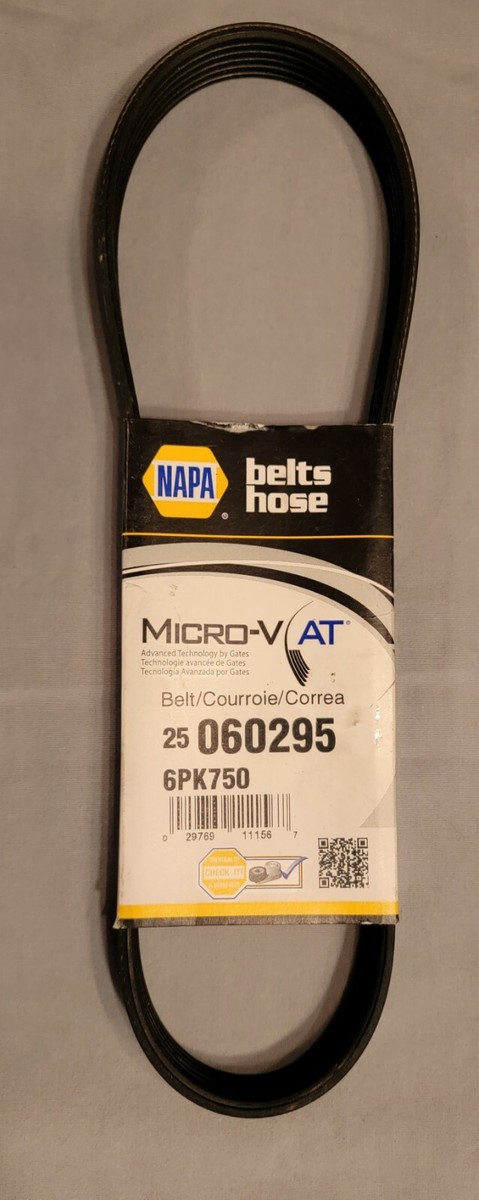 NAPA
®
belts
hose
MICRO-V AT®
Advanced Technology by Gates
Technologie avancée de Gates
Tecnología Avanzada por Gates
Belt/Courroie/Correa
25 060295
6PK750
0 29769 11156 7
CHECK IT!